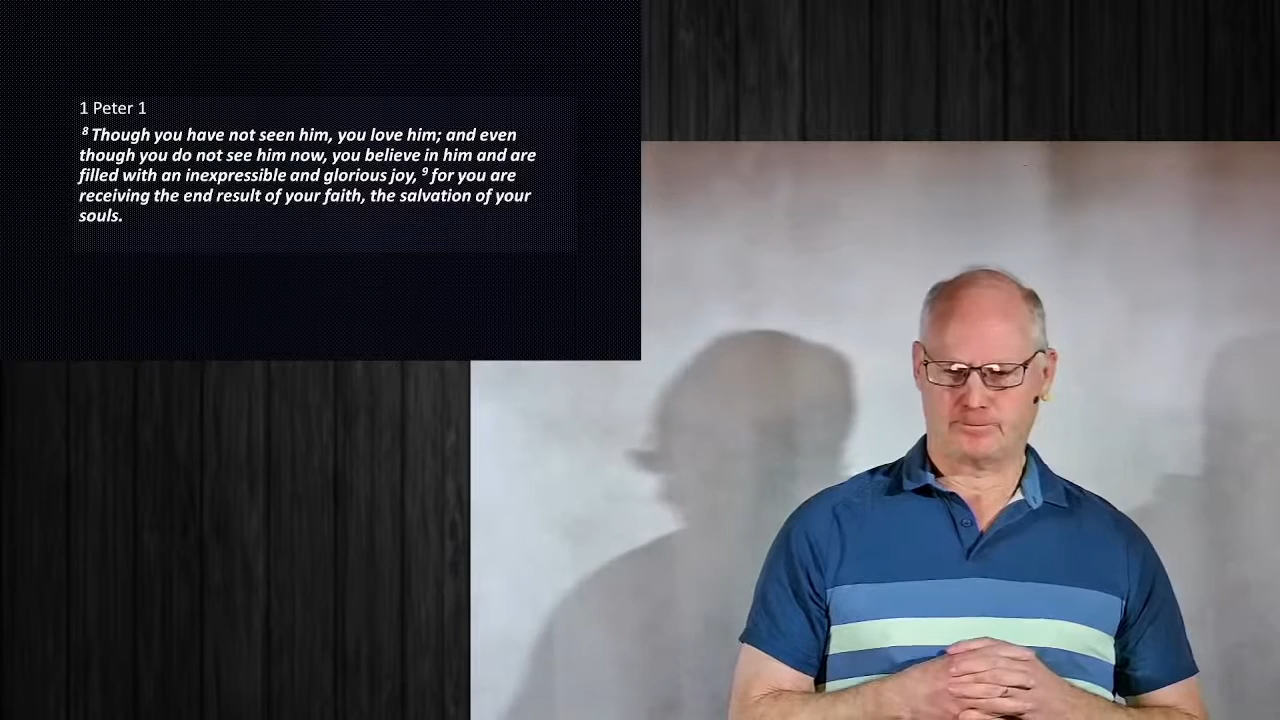 1 Peter 1
8 Though you have not seen him, you love him; and even
though you do not see him now, you believe in him and are
filled with an inexpressible and glorious joy, 9 for you are
receiving the end result of your faith, the salvation of your
souls.